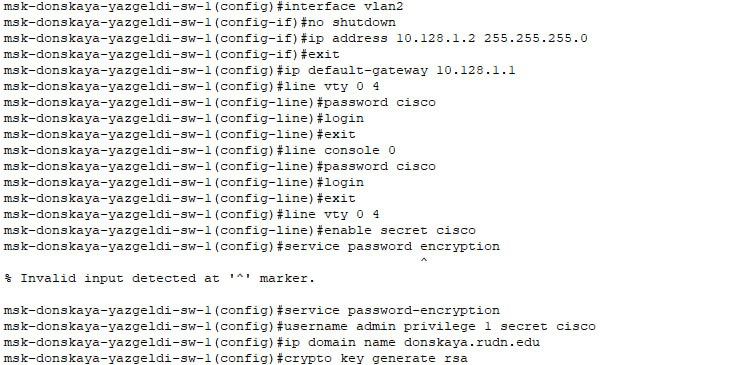 msk-donskaya-yazgeldi-sw-1(config)#interface vlan2
msk-donskaya-yazgeldi-sw-1(config-if)#no shutdown
msk-donskaya-yazgeldi-sw-1(config-if)#ip address 10.128.1.2 255.255.255.0
msk-donskaya-yazgeldi-sw-1(config-if)#exit
msk-donskaya-yazgeldi-sw-1(config)#ip default-gateway 10.128.1.1
msk-donskaya-yazgeldi-sw-1(config)#line vty 0 4
msk-donskaya-yazgeldi-sw-1(config-line)#password cisco
msk-donskaya-yazgeldi-sw-1(config-line)#login
msk-donskaya-yazgeldi-sw-1(config-line)#exit
msk-donskaya-yazgeldi-sw-1(config)#line console 0
msk-donskaya-yazgeldi-sw-1(config-line)#password cisco
msk-donskaya-yazgeldi-sw-1(config-line)#login
msk-donskaya-yazgeldi-sw-1(config-line)#exit
msk-donskaya-yazgeldi-sw-1(config)#line vty 0 4
msk-donskaya-yazgeldi-sw-1(config-line)#enable secret cisco
msk-donskaya-yazgeldi-sw-1(config)#service password encryption
^
% Invalid input detected at '^' marker.
msk-donskaya-yazgeldi-sw-1(config)#service password-encryption
msk-donskaya-yazgeldi-sw-1(config)#username admin privilege 1 secret cisco
msk-donskaya-yazgeldi-sw-1(config)#ip domain name donskaya.rudn.edu
msk-donskaya-yazgeldi-sw-1(config)#crypto key generate rsa